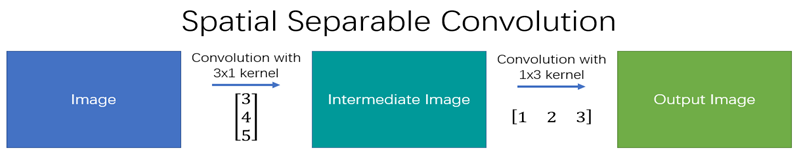 Spatial Separable Convolution
Image
Convolution with
3x1 kernel
[3
4
5]
Intermediate Image
Convolution with
1x3 kernel
[1 2 3]
Output Image